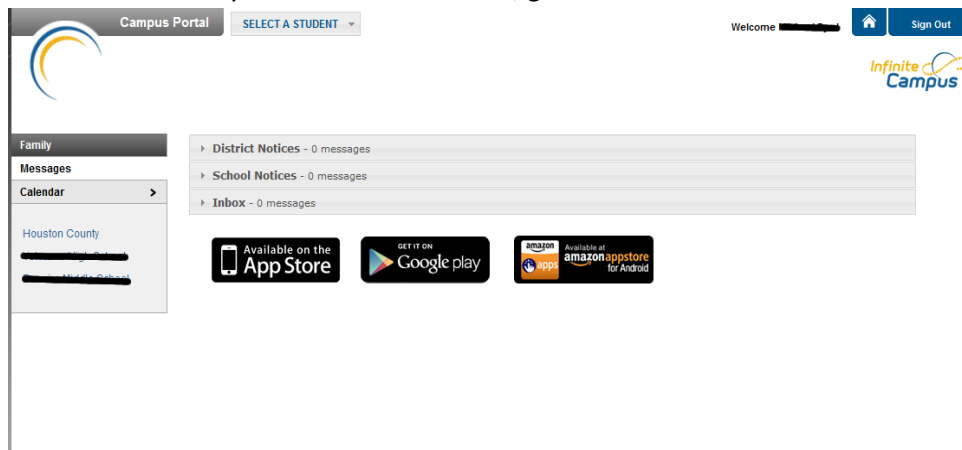 Campus Portal
SELECT A STUDENT
Welcome
Sign Out
Infinite
Campus
Family
Messages
Calendar >
Houston County
District Notices - 0 messages
School Notices - 0 messages
Inbox - 0 messages
Available on the
App Store
GET IT ON
Google play
amazon
apps
Available at
amazon appstore
for Android